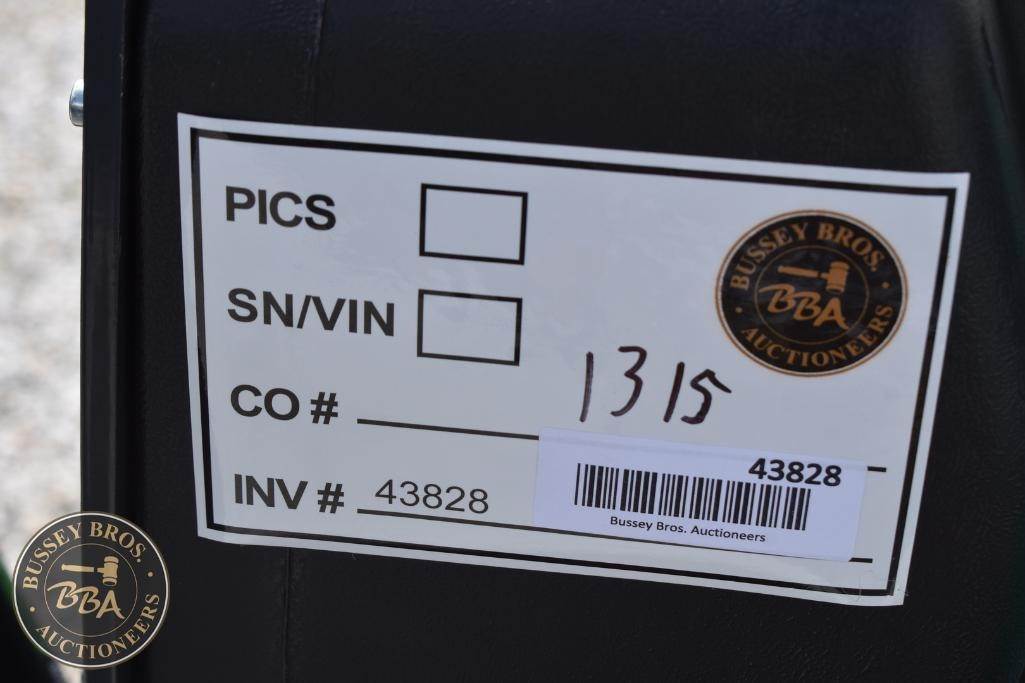 PICS
SN/VIN
BUSSEY BROS.
BBA
AUCTIONEERS
CO #
1315
INV # 43828
43828
Bussey Bros. Auctioneers
BUSSEY BROS.
BBA
AUCTIONEERS